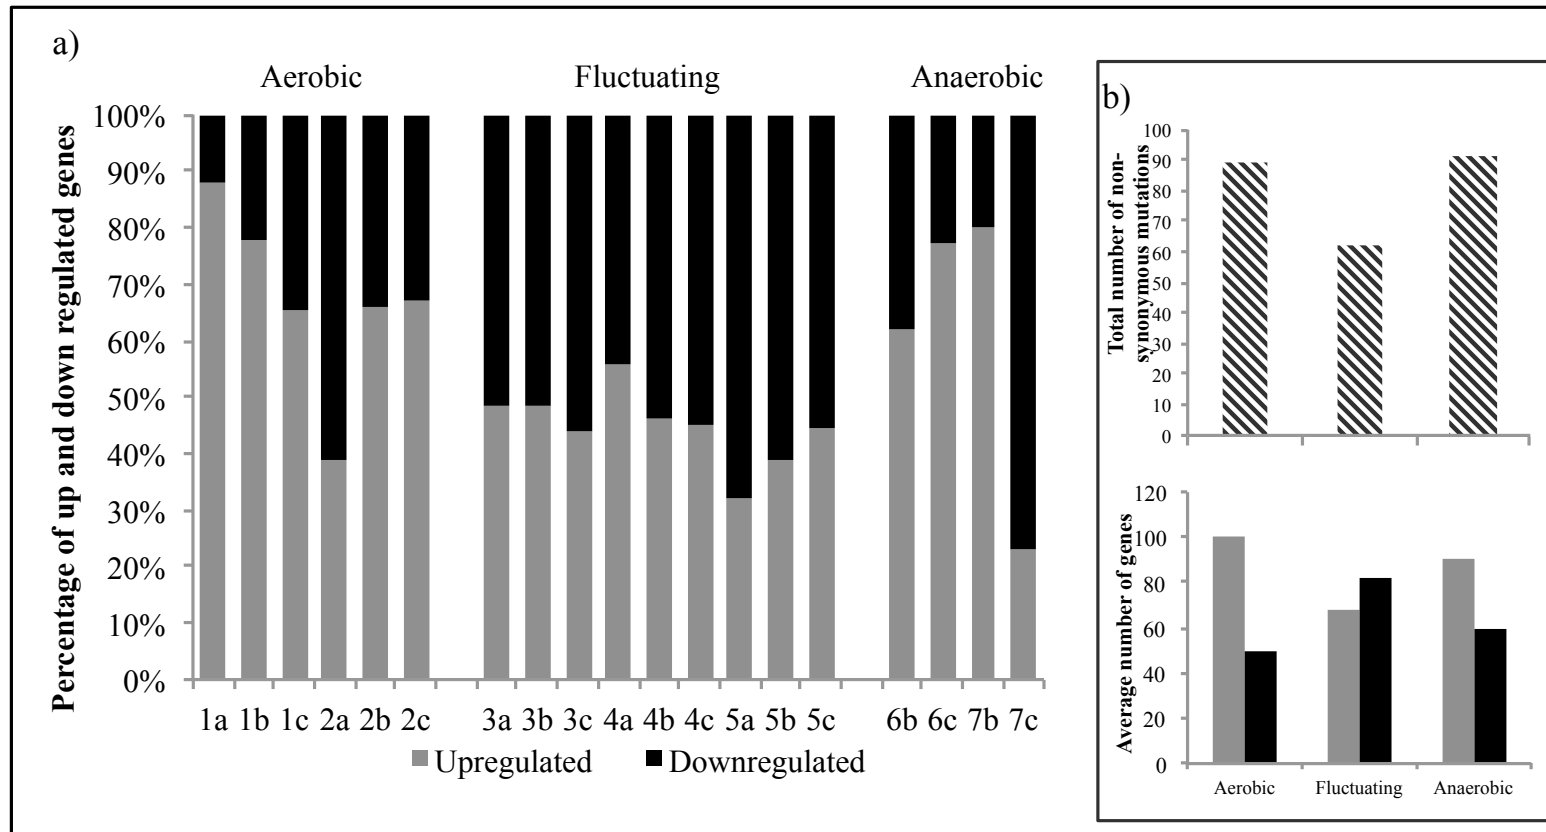 a)
Aerobic Fluctuating Anaerobic
Percentage of up and down regulated genes
100%
90%
80%
70%
60%
50%
40%
30%
20%
10%
0%
1a 1b 1c 2a 2b 2c 3a 3b 3c 4a 4b 4c 5a 5b 5c 6b 6c 7b 7c
Upregulated Downregulated
b)
Total number of non-
synonymous mutations
100
90
80
70
60
50
40
30
20
10
0
Average number of genes
120
100
80
60
40
20
0
Aerobic Fluctuating Anaerobic